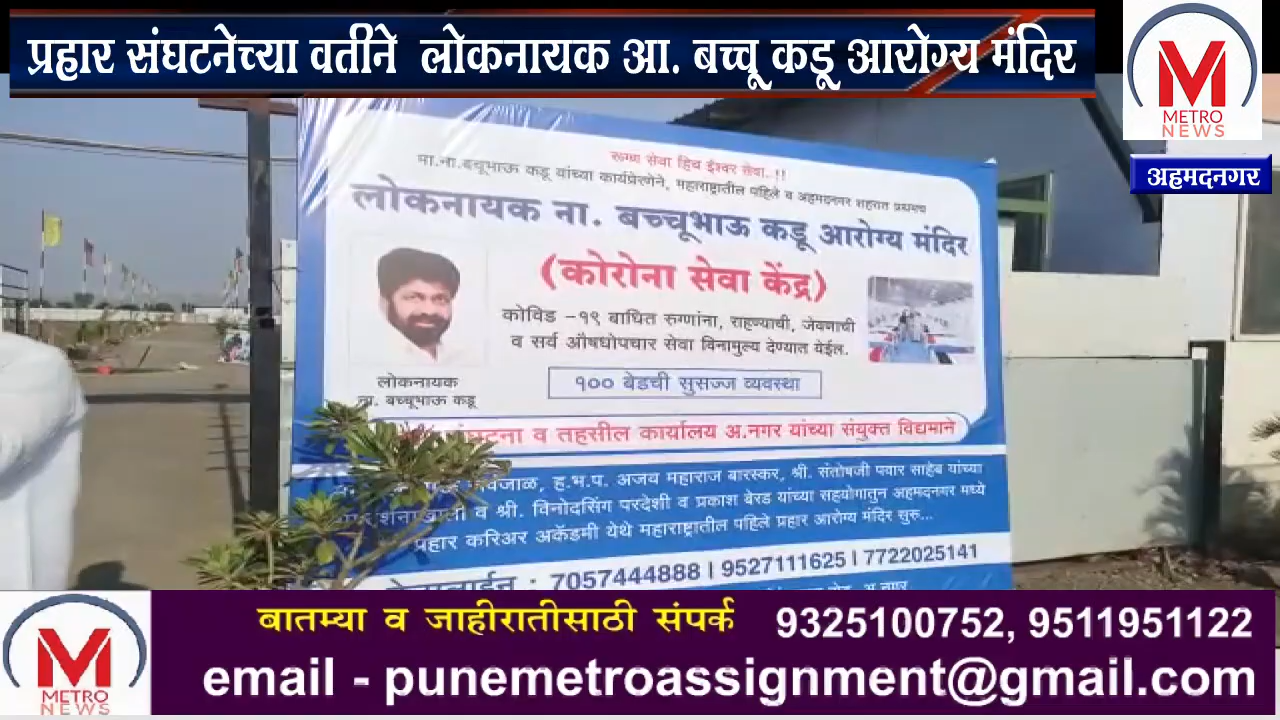 प्रहार संघटनेच्या वतीने लोकनायक आ. बच्चू कडू आरोग्य मंदिर
METRO
NEWS
अहमदनगर
रूग्ण सेवा हिच ईश्वर सेवा..!!
मा.ना.बच्चूभाऊ कडू यांच्या कार्यप्रेरणेने, महाराष्ट्रातील पहिले व अहमदनगर शहरात प्रथमच
लोकनायक ना. बच्चूभाऊ कडू आरोग्य मंदिर
(कोरोना सेवा केंद्र)
कोविड -१९ बाधित रुग्णांना, राहण्याची, जेवणाची
व सर्व औषधोपचार सेवा विनामुल्य देण्यात येईल.
१०० बेडची सुसज्ज व्यवस्था
लोकनायक
ना. बच्चूभाऊ कडू
संघटना व तहसील कार्यालय अ.नगर यांच्या संयुक्त विद्यमाने
ह.भ.प. अजय महाराज बारस्कर, श्री. संतोषजी पवार साहेब यांच्या
व श्री. विनोदसिंग परदेशी व प्रकाश बेरड यांच्या सहयोगातुन अहमदनगर मध्ये
प्रहार करिअर अकॅडमी येथे महाराष्ट्रातील पहिले प्रहार आरोग्य मंदिर सुरु...
: 7057444888 | 9527111625 | 7722025141
बातम्या व जाहीरातीसाठी संपर्क 9325100752, 9511951122
email - punemetroassignment@gmail.com
METRO
NEWS